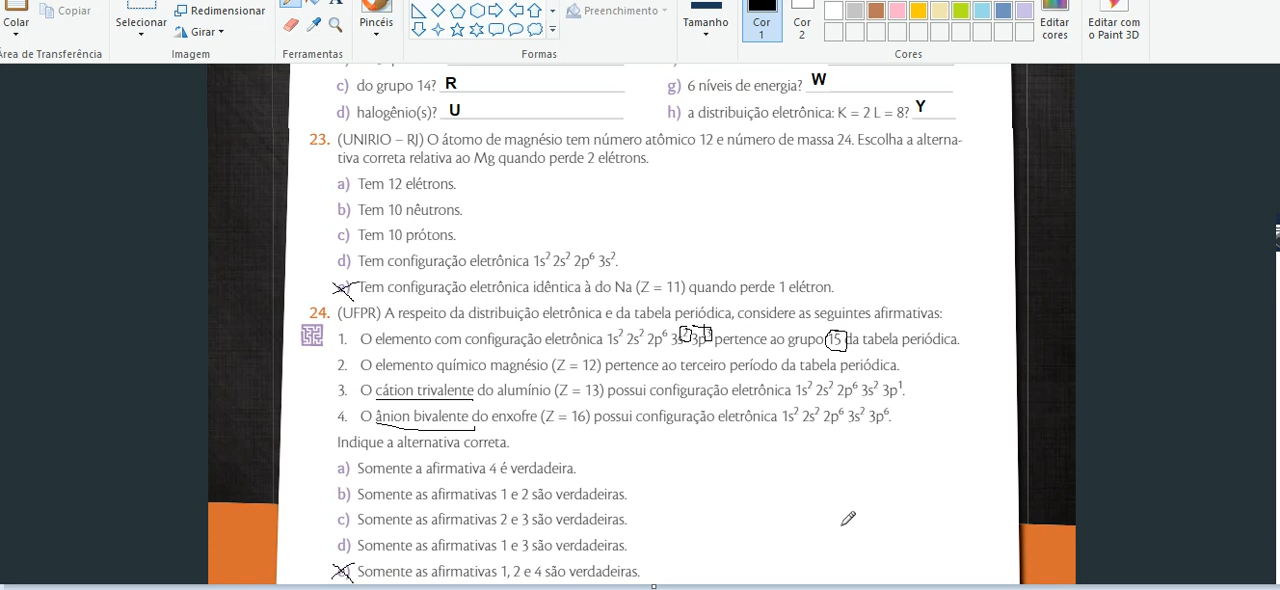 Colar
Copiar
Selecionar
Redimensionar
Girar
Pincéis
Preenchimento
Tamanho
Cor 1
Cor 2
Editar cores
Editar com o Paint 3D
Área de Transferência
Imagem
Ferramentas
Formas
Cores
c) do grupo 14? R
g) 6 níveis de energia? W
d) halogênio(s)? U
h) a distribuição eletrônica: K = 2 L = 8? Y
23. (UNIRIO – RJ) O átomo de magnésio tem número atômico 12 e número de massa 24. Escolha a alterna-
tiva correta relativa ao Mg quando perde 2 elétrons.
a) Tem 12 elétrons.
b) Tem 10 nêutrons.
c) Tem 10 prótons.
d) Tem configuração eletrônica 1s² 2s² 2p⁶ 3s².
e) Tem configuração eletrônica idêntica à do Na (Z = 11) quando perde 1 elétron.
24. (UFPR) A respeito da distribuição eletrônica e da tabela periódica, considere as seguintes afirmativas:
1. O elemento com configuração eletrônica 1s² 2s² 2p⁶ 3s² 3p¹ pertence ao grupo 15 da tabela periódica.
2. O elemento químico magnésio (Z = 12) pertence ao terceiro período da tabela periódica.
3. O cátion trivalente do alumínio (Z = 13) possui configuração eletrônica 1s² 2s² 2p⁶ 3s² 3p¹.
4. O ânion bivalente do enxofre (Z = 16) possui configuração eletrônica 1s² 2s² 2p⁶ 3s² 3p⁶.
Indique a alternativa correta.
a) Somente a afirmativa 4 é verdadeira.
b) Somente as afirmativas 1 e 2 são verdadeiras.
c) Somente as afirmativas 2 e 3 são verdadeiras.
d) Somente as afirmativas 1 e 3 são verdadeiras.
e) Somente as afirmativas 1, 2 e 4 são verdadeiras.